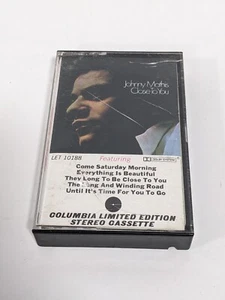 Johnny Mathis
Close To You
LET 10188
Featuring
Come Saturday Morning
Everything Is Beautiful
They Long To Be Close To You
The Long And Winding Road
Until It's Time For You To Go
COLUMBIA LIMITED EDITION
STEREO CASSETTE